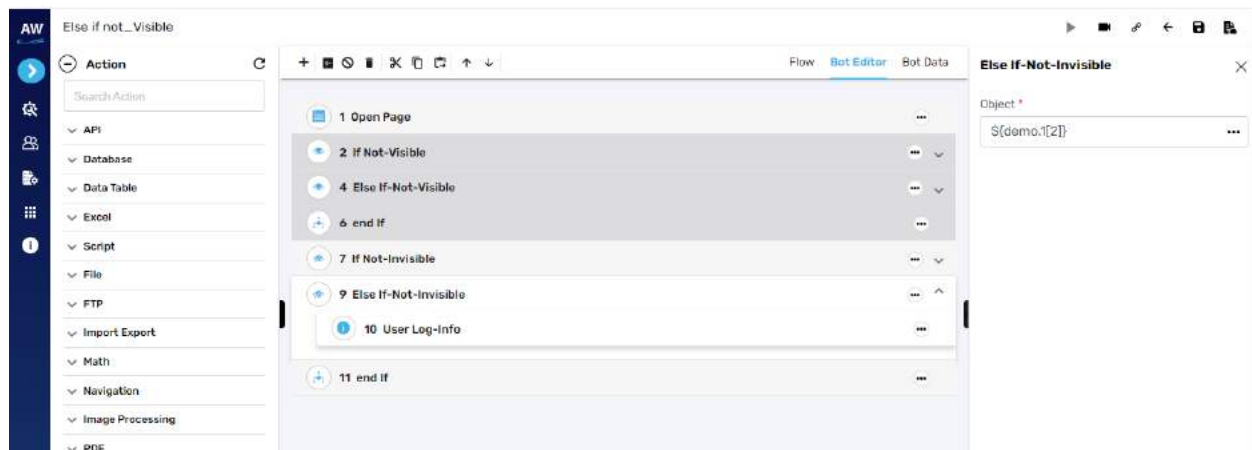 AW
Else if not_Visible
Action
Search Action
API
Database
Data Table
Excel
Script
File
FTP
Import Export
Math
Navigation
Image Processing
PDF
Flow Bot Editor Bot Data
1 Open Page
2 If Not-Visible
4 Else If-Not-Visible
6 end If
7 If Not-Invisible
9 Else If-Not-Invisible
10 User Log-Info
11 end If
Else If-Not-Invisible
Object *
${demo.1[2]}